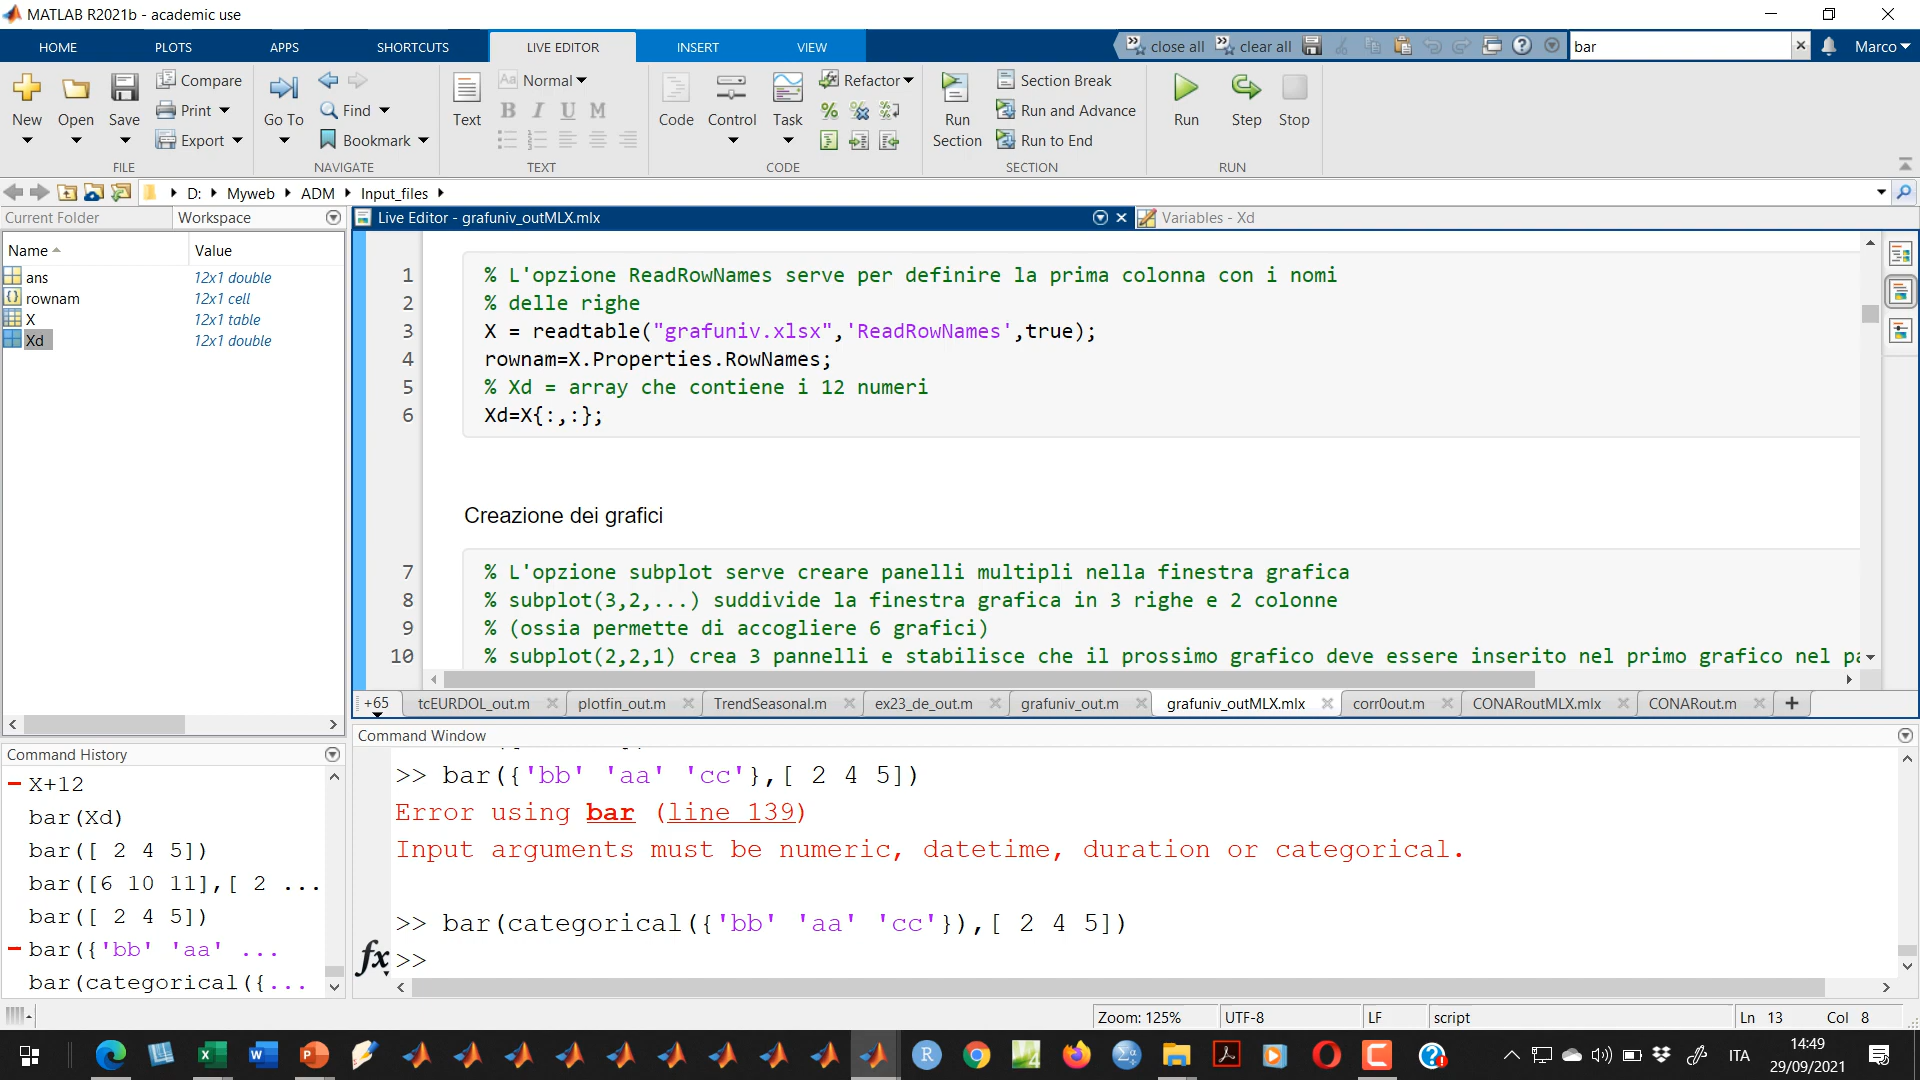 MATLAB R2021b - academic use
HOME PLOTS APPS SHORTCUTS LIVE EDITOR INSERT VIEW close all clear all bar Marco
New Open Save Compare Print Export
FILE
Go To Find Bookmark
NAVIGATE
Text Aa Normal
B I U M
TEXT
Code Control Task Refactor
CODE
Run Section Section Break
Run and Advance
Run to End
SECTION
Run Step Stop
RUN
D: Myweb ADM Input_files
Current Folder Workspace
Name Value
ans 12x1 double
rownam 12x1 cell
X 12x1 table
Xd 12x1 double
Live Editor - grafuniv_outMLX.mlx Variables - Xd
1 % L'opzione ReadRowNames serve per definire la prima colonna con i nomi
2 % delle righe
3 X = readtable("grafuniv.xlsx",'ReadRowNames',true);
4 rownam=X.Properties.RowNames;
5 % Xd = array che contiene i 12 numeri
6 Xd=X{:,:};
Creazione dei grafici
7 % L'opzione subplot serve creare panelli multipli nella finestra grafica
8 % subplot(3,2,...) suddivide la finestra grafica in 3 righe e 2 colonne
9 % (ossia permette di accogliere 6 grafici)
10 % subplot(2,2,1) crea 3 pannelli e stabilisce che il prossimo grafico deve essere inserito nel primo grafico nel pa
+65 tcEURDOL_out.m plotfin_out.m TrendSeasonal.m ex23_de_out.m grafuniv_out.m grafuniv_outMLX.mlx corr0out.m CONARoutMLX.mlx CONARout.m +
Command History
X+12
bar(Xd)
bar([ 2 4 5])
bar([6 10 11],[ 2 ...
bar([ 2 4 5])
bar({'bb' 'aa' ...
bar(categorical({...
Command Window
>> bar({'bb' 'aa' 'cc'},[ 2 4 5])
Error using bar (line 139)
Input arguments must be numeric, datetime, duration or categorical.
>> bar(categorical({'bb' 'aa' 'cc'}),[ 2 4 5])
fx >>
Zoom: 125% UTF-8 LF script Ln 13 Col 8
ITA 14:49
29/09/2021